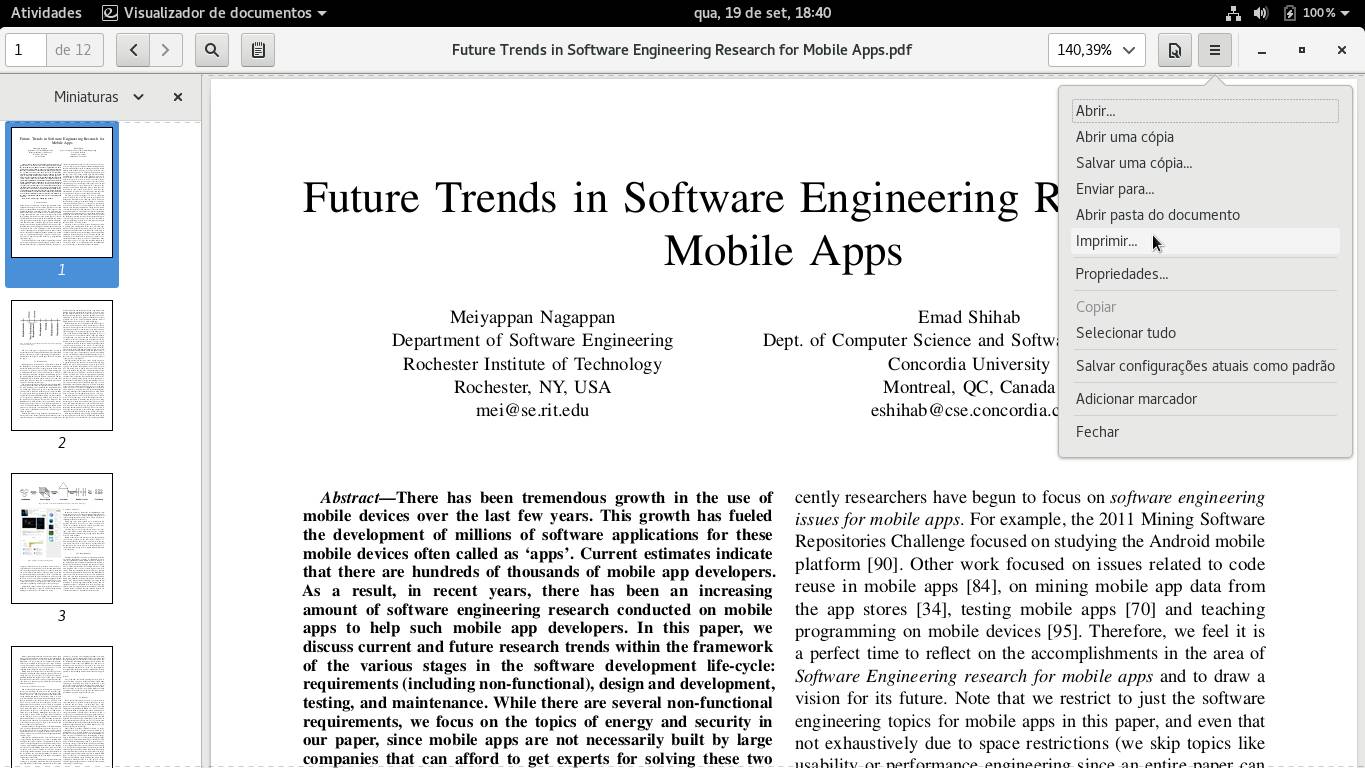 Atividades
Visualizador de documentos
qua, 19 de set, 18:40
100 %
1
de 12
Future Trends in Software Engineering Research for Mobile Apps.pdf
140,39%
Miniaturas
1
2
3
Abrir...
Abrir uma cópia
Salvar uma cópia...
Enviar para...
Abrir pasta do documento
Imprimir...
Propriedades...
Copiar
Selecionar tudo
Salvar configurações atuais como padrão
Adicionar marcador
Fechar
Future Trends in Software Engineering R
Mobile Apps
Meiyappan Nagappan
Department of Software Engineering
Rochester Institute of Technology
Rochester, NY, USA
mei@se.rit.edu
Emad Shihab
Dept. of Computer Science and Softw
Concordia University
Montreal, QC, Canada
eshihab@cse.concordia.c
Abstract—There has been tremendous growth in the use of
mobile devices over the last few years. This growth has fueled
the development of millions of software applications for these
mobile devices often called as ‘apps’. Current estimates indicate
that there are hundreds of thousands of mobile app developers.
As a result, in recent years, there has been an increasing
amount of software engineering research conducted on mobile
apps to help such mobile app developers. In this paper, we
discuss current and future research trends within the framework
of the various stages in the software development life-cycle:
requirements (including non-functional), design and development,
testing, and maintenance. While there are several non-functional
requirements, we focus on the topics of energy and security in
our paper, since mobile apps are not necessarily built by large
companies that can afford to get experts for solving these two
cently researchers have begun to focus on software engineering
issues for mobile apps. For example, the 2011 Mining Software
Repositories Challenge focused on studying the Android mobile
platform [90]. Other work focused on issues related to code
reuse in mobile apps [84], on mining mobile app data from
the app stores [34], testing mobile apps [70] and teaching
programming on mobile devices [95]. Therefore, we feel it is
a perfect time to reflect on the accomplishments in the area of
Software Engineering research for mobile apps and to draw a
vision for its future. Note that we restrict to just the software
engineering topics for mobile apps in this paper, and even that
not exhaustively due to space restrictions (we skip topics like
usability or performance engineering since an entire paper can